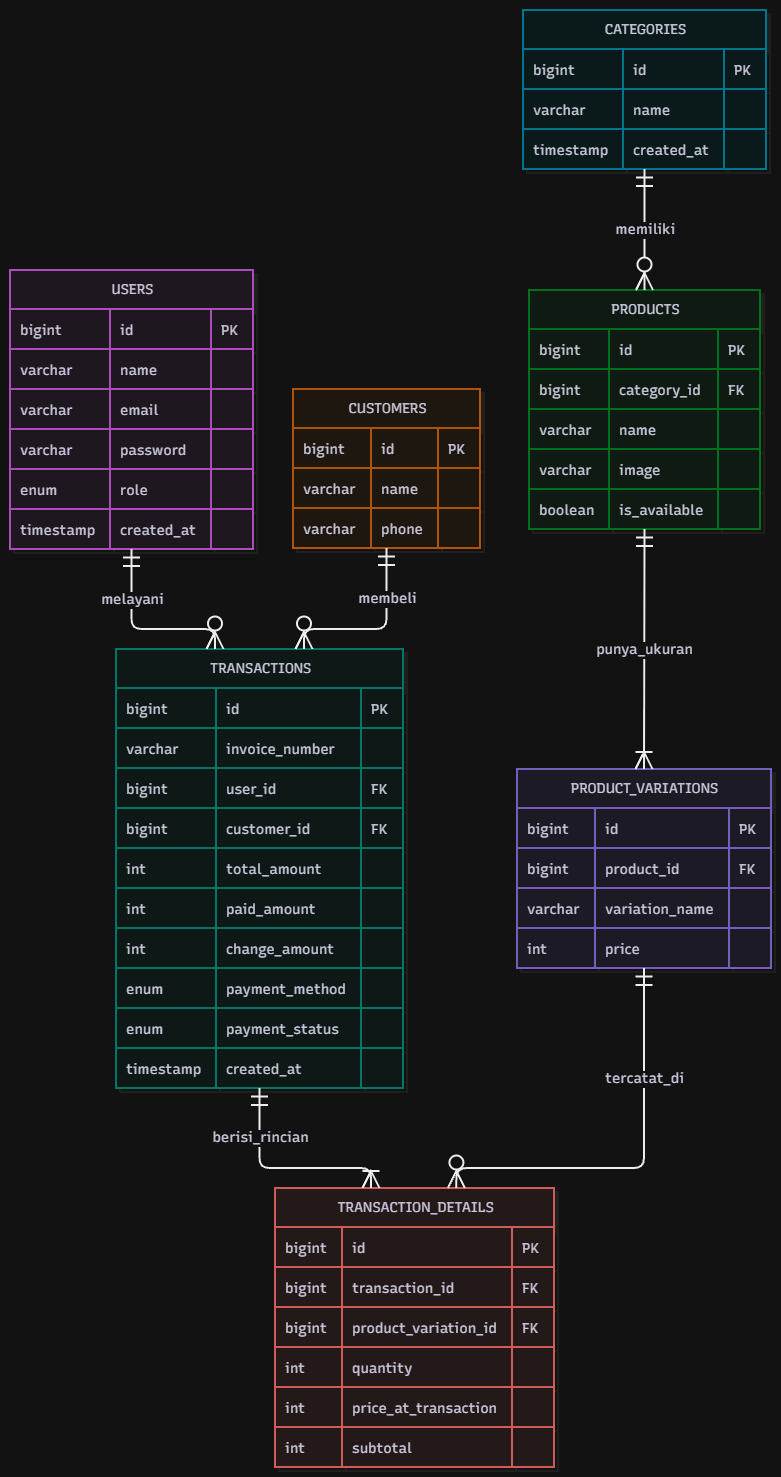 CATEGORIES
bigint id PK
varchar name
timestamp created_at
memiliki
USERS
bigint id PK
varchar name
varchar email
varchar password
enum role
timestamp created_at
melayani
CUSTOMERS
bigint id PK
varchar name
varchar phone
membeli
PRODUCTS
bigint id PK
bigint category_id FK
varchar name
varchar image
boolean is_available
punya_ukuran
TRANSACTIONS
bigint id PK
varchar invoice_number
bigint user_id FK
bigint customer_id FK
int total_amount
int paid_amount
int change_amount
enum payment_method
enum payment_status
timestamp created_at
berisi_rincian
PRODUCT_VARIATIONS
bigint id PK
bigint product_id FK
varchar variation_name
int price
tercatat_di
TRANSACTION_DETAILS
bigint id PK
bigint transaction_id FK
bigint product_variation_id FK
int quantity
int price_at_transaction
int subtotal